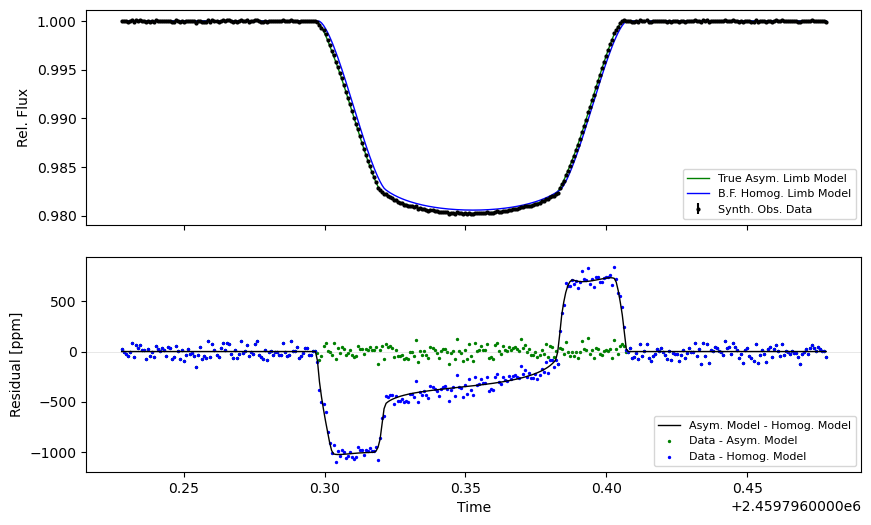 1.000
0.995
0.990
0.985
0.980
Rel. Flux
True Asym. Limb Model
B.F. Homog. Limb Model
Synth. Obs. Data
500
0
−500
−1000
Residual [ppm]
Asym. Model - Homog. Model
Data - Asym. Model
Data - Homog. Model
0.25
0.30
0.35
0.40
0.45
Time
+2.4597960000e6